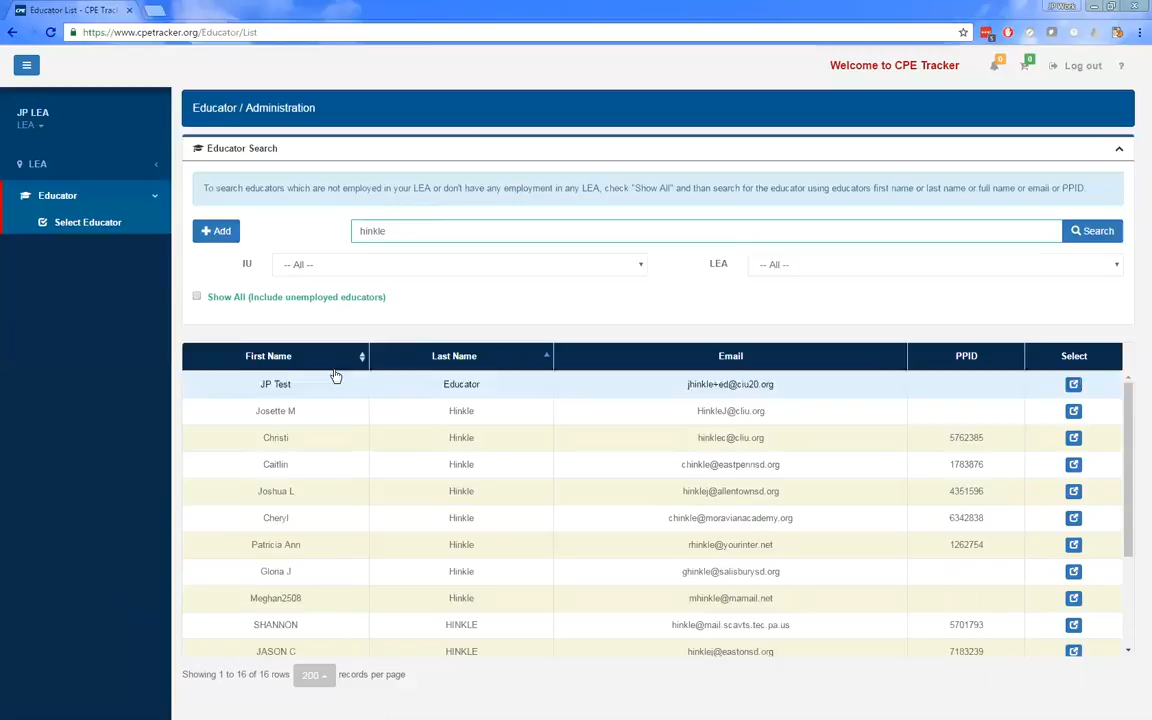 Educator List - CPE Track
JP Work
https://www.cpetracker.org/Educator/List
Welcome to CPE Tracker
0
0
Log out
?
JP LEA
LEA
LEA
Educator
Select Educator
Educator / Administration
Educator Search
To search educators which are not employed in your LEA or don't have any employment in any LEA, check "Show All" and than search for the educator using educators first name or last name or full name or email or PPID.
+ Add
hinkle
Search
IU
-- All --
LEA
-- All --
Show All (Include unemployed educators)
First Name Last Name Email PPID Select
JP Test Educator jhinkle+ed@ciu20.org
Josette M Hinkle HinkleJ@cliu.org
Christi Hinkle hinklec@cliu.org 5762385
Caitlin Hinkle chinkle@eastpennsd.org 1783876
Joshua L Hinkle hinklej@allentownsd.org 4351596
Cheryl Hinkle chinkle@moravianacademy.org 6342838
Patricia Ann Hinkle rhinkle@yourinter.net 1262754
Gloria J Hinkle ghinkle@salisburysd.org
Meghan2508 Hinkle mhinkle@mamail.net
SHANNON HINKLE hinkle@mail.scavts.tec.pa.us 5701793
JASON C HINKLE hinklej@eastonsd.org 7183239
Showing 1 to 16 of 16 rows 200 records per page